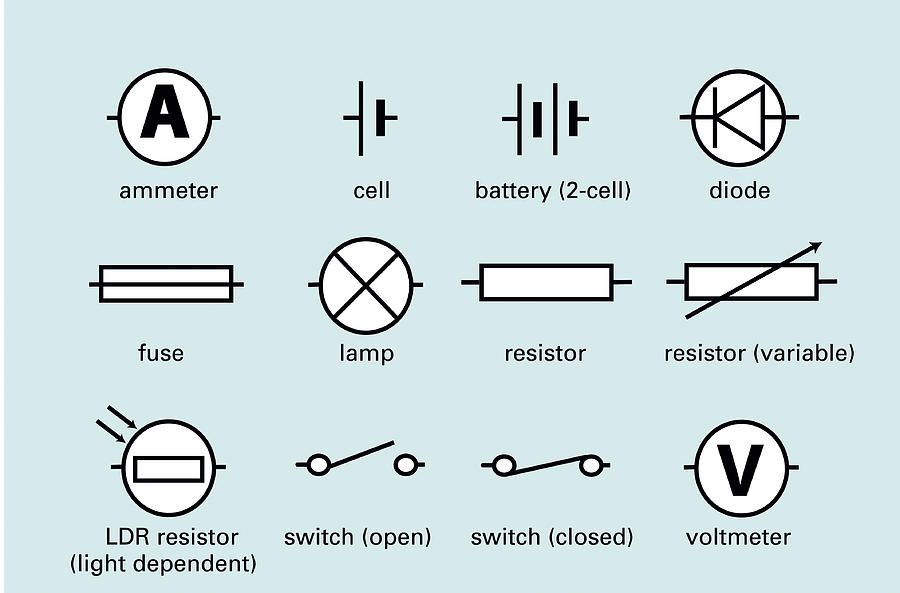 A
ammeter
cell
battery (2-cell)
diode
fuse
lamp
resistor
resistor (variable)
LDR resistor
(light dependent)
switch (open)
switch (closed)
V
voltmeter